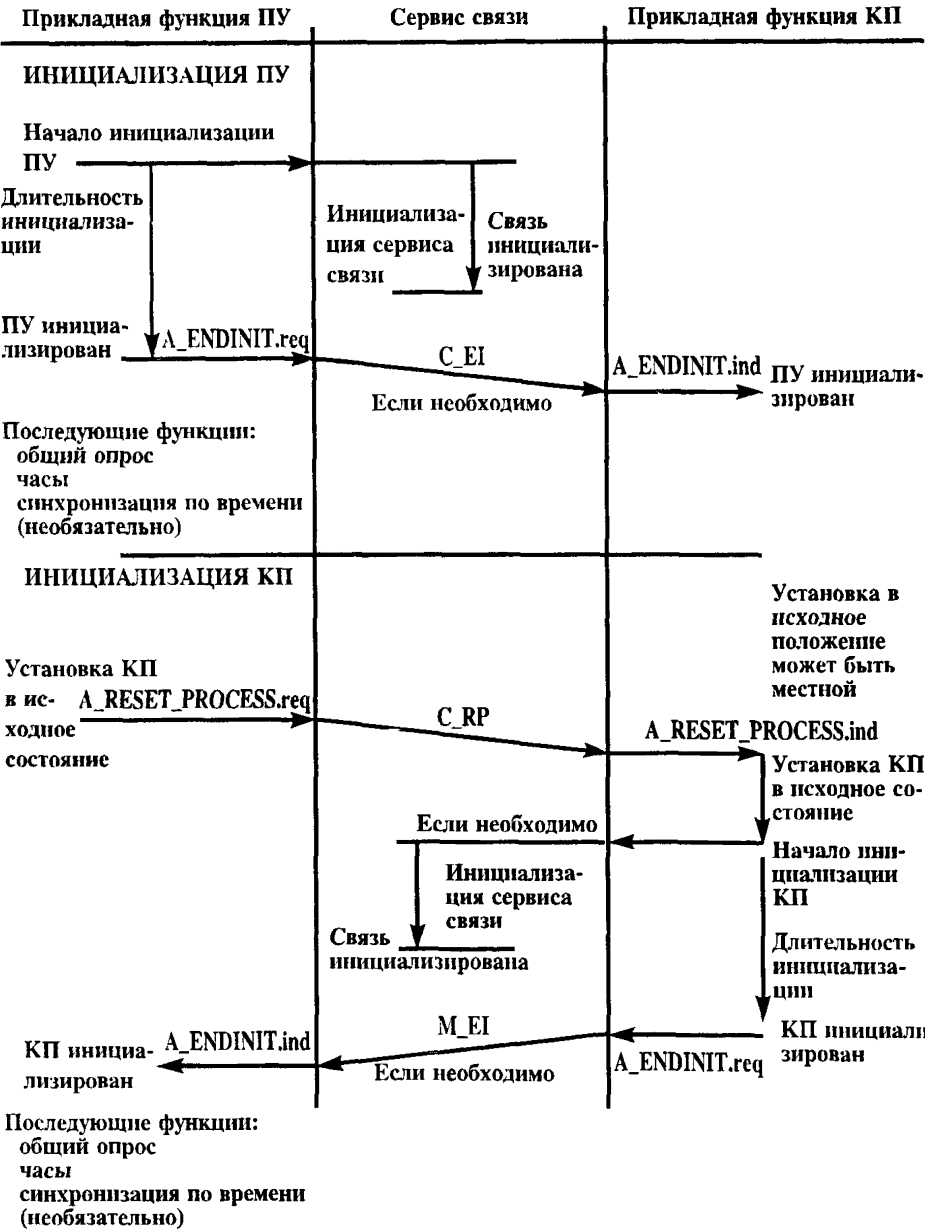 Прикладная функция ПУ
Сервис связи
Прикладная функция КП
ИНИЦИАЛИЗАЦИЯ ПУ
Начало инициализации
ПУ
Длительность
инициализа-
ции
Инициализа-
ция сервиса
связи
Связь
инициали-
зирована
ПУ инициа-
лизирован
A_ENDINIT.req
C_EI
Если необходимо
A_ENDINIT.ind
ПУ инициали-
зирован
Последующие функции:
общий опрос
часы
синхронизация по времени
(необязательно)
ИНИЦИАЛИЗАЦИЯ КП
Установка в
исходное
положение
может быть
местной
Установка КП
в ис-
ходное
состояние
A_RESET_PROCESS.req
C_RP
A_RESET_PROCESS.ind
Установка КП
в исходное со-
стояние
Если необходимо
Начало ини-
циализации
КП
Инициализа-
ция сервиса
связи
Связь
инициализирована
Длительность
инициализа-
ции
M_EI
Если необходимо
A_ENDINIT.req
КП инициали
зирован
A_ENDINIT.ind
КП инициа-
лизирован
Последующие функции:
общий опрос
часы
синхронизация по времени
(необязательно)